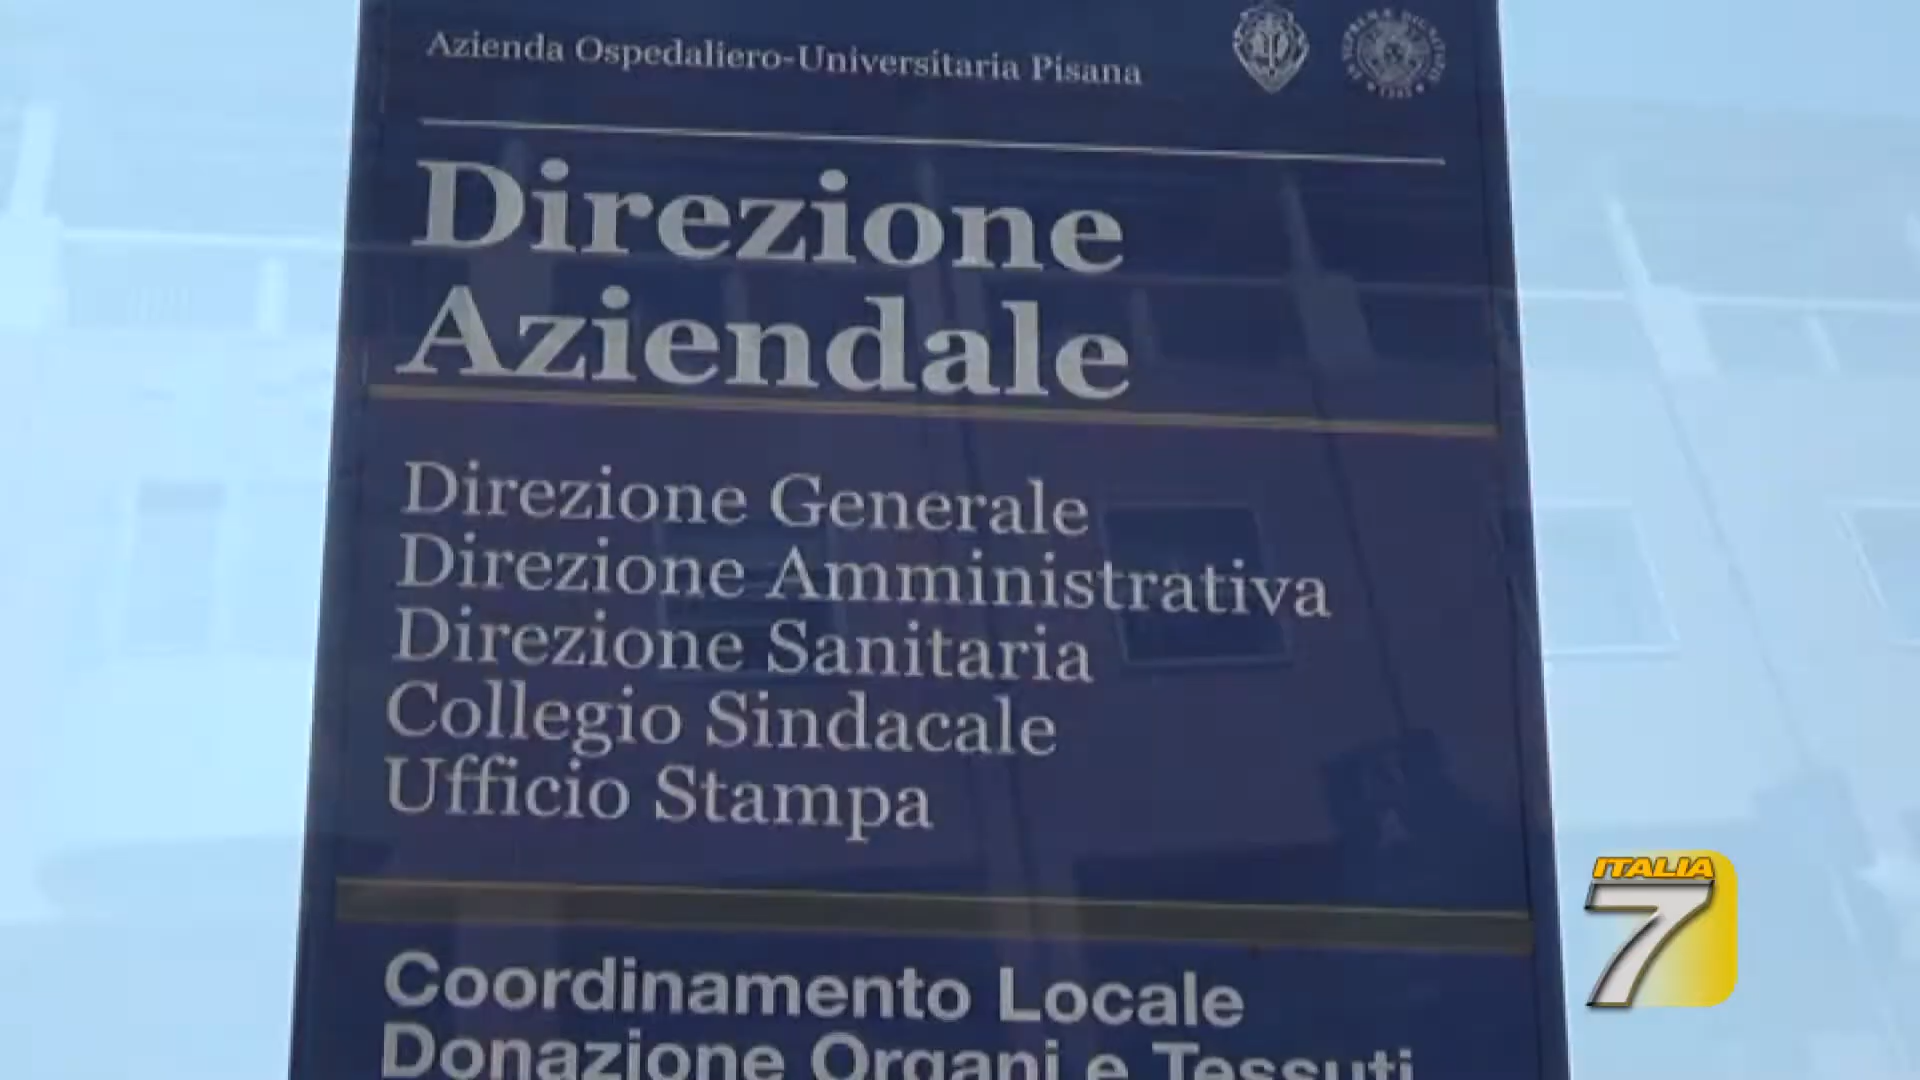 Azienda Ospedaliero-Universitaria Pisana
Direzione
Aziendale
Direzione Generale
Direzione Amministrativa
Direzione Sanitaria
Collegio Sindacale
Ufficio Stampa
Coordinamento Locale
Donazione Organi e Tessuti
ITALIA
7